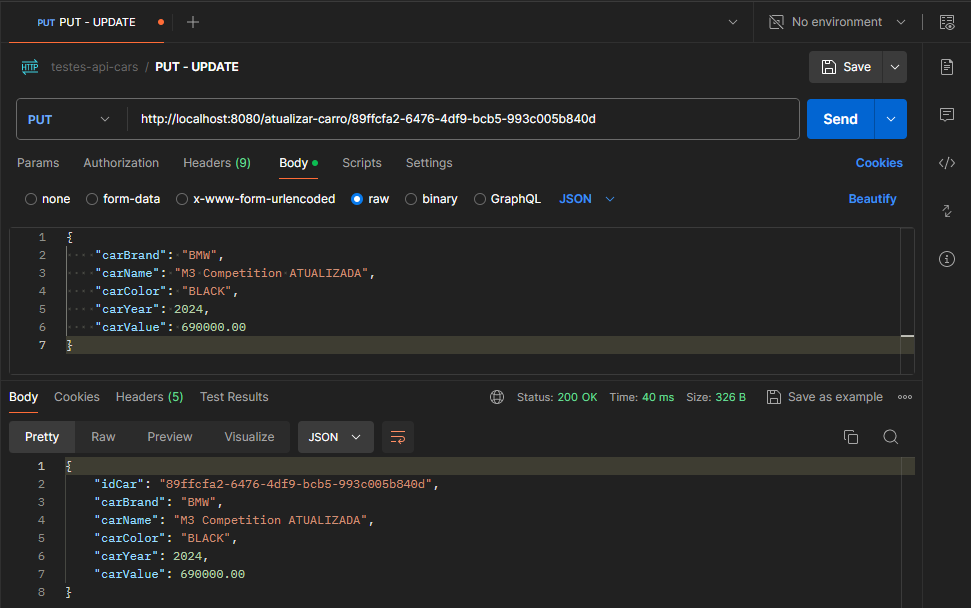 PUT PUT - UPDATE
No environment
HTTP testes-api-cars / PUT - UPDATE
Save
PUT http://localhost:8080/atualizar-carro/89ffcfa2-6476-4df9-bcb5-993c005b840d Send
Params Authorization Headers (9) Body Scripts Settings Cookies
none form-data x-www-form-urlencoded raw binary GraphQL JSON Beautify
1 {
2 "carBrand": "BMW",
3 "carName": "M3 Competition ATUALIZADA",
4 "carColor": "BLACK",
5 "carYear": 2024,
6 "carValue": 690000.00
7 }
Body Cookies Headers (5) Test Results Status: 200 OK Time: 40 ms Size: 326 B Save as example
Pretty Raw Preview Visualize JSON
1 {
2 "idCar": "89ffcfa2-6476-4df9-bcb5-993c005b840d",
3 "carBrand": "BMW",
4 "carName": "M3 Competition ATUALIZADA",
5 "carColor": "BLACK",
6 "carYear": 2024,
7 "carValue": 690000.00
8 }